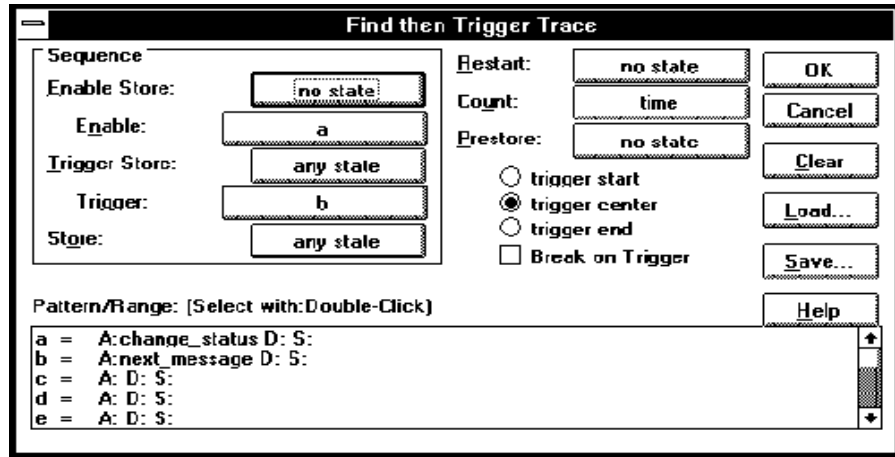 Find then Trigger Trace
Sequence
Enable Store: no state
Enable: a
Trigger Store: any state
Trigger: b
Store: any state
Restart: no state
Count: time
Prestore: no state
trigger start
trigger center
trigger end
Break on Trigger
OK
Cancel
Clear
Load...
Save...
Help
Pattern/Range: (Select with:Double-Click)
a = A:change_status D: S:
b = A:next_message D: S:
c = A: D: S:
d = A: D: S:
e = A: D: S: